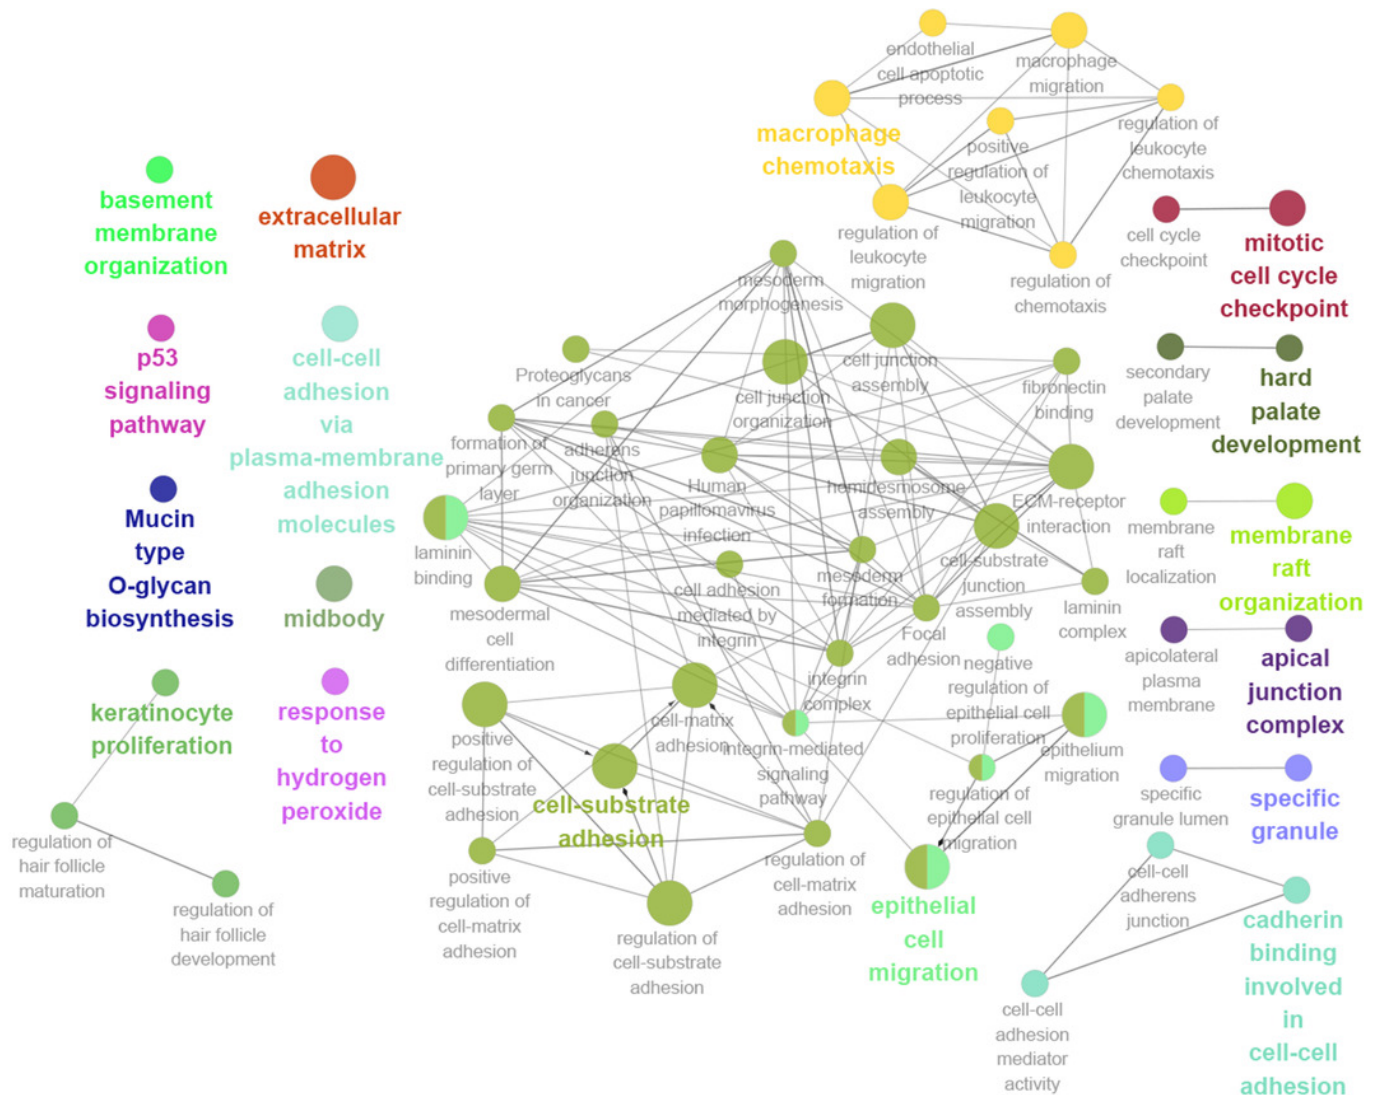 endothelial
cell apoptotic
process
macrophage
migration
macrophage
chemotaxis
positive
regulation of
leukocyte
migration
regulation of
leukocyte
chemotaxis
regulation of
leukocyte
migration
regulation of
chemotaxis
basement
membrane
organization
extracellular
matrix
cell cycle
checkpoint
mitotic
cell cycle
checkpoint
p53
signaling
pathway
cell-cell
adhesion
via
plasma-membrane
adhesion
molecules
mesoderm
morphogenesis
Proteoglycans
in cancer
cell junction
organization
cell junction
assembly
fibronectin
binding
secondary
palate
development
hard
palate
development
formation of
primary germ
layer
adherens
junction
organization
Human
papillomavirus
infection
hemidesmosome
assembly
ECM-receptor
interaction
membrane
raft
localization
membrane
raft
organization
Mucin
type
O-glycan
biosynthesis
midbody
laminin
binding
mesodermal
cell
differentiation
cell adhesion
mediated by
integrin
mesoderm
formation
cell-substrate
junction
assembly
Focal
adhesion
laminin
complex
apicolateral
plasma
membrane
apical
junction
complex
keratinocyte
proliferation
response
to
hydrogen
peroxide
integrin
complex
negative
regulation of
epithelial cell
proliferation
positive
regulation of
cell-substrate
adhesion
cell-matrix
adhesion
integrin-mediated
signaling
pathway
epithelium
migration
cell-substrate
adhesion
regulation of
epithelial cell
migration
specific
granule lumen
specific
granule
regulation of
hair follicle
maturation
regulation of
hair follicle
development
positive
regulation of
cell-matrix
adhesion
regulation of
cell-substrate
adhesion
regulation of
cell-matrix
adhesion
epithelial
cell
migration
cell-cell
adherens
junction
cadherin
binding
involved
in
cell-cell
adhesion
cell-cell
adhesion
mediator
activity